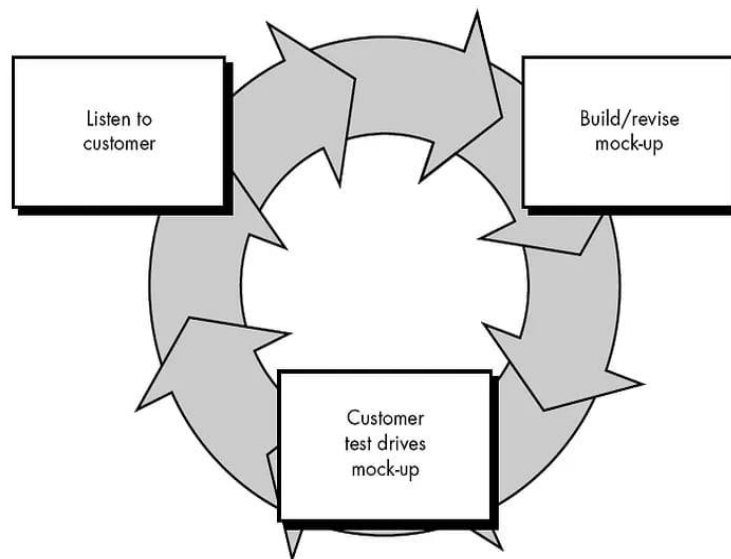 Listen to
customer
Build/revise
mock-up
Customer
test drives
mock-up